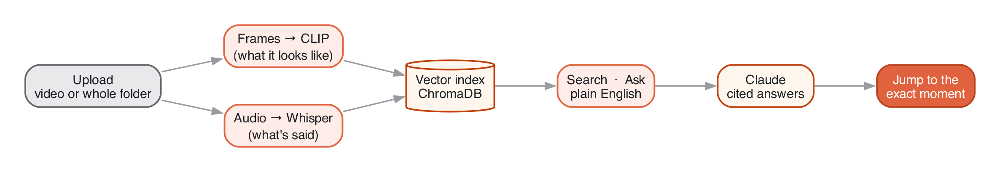 Upload
video or whole folder
Frames → CLIP
(what it looks like)
Audio → Whisper
(what's said)
Vector index
ChromaDB
Search · Ask
plain English
Claude
cited answers
Jump to the
exact moment